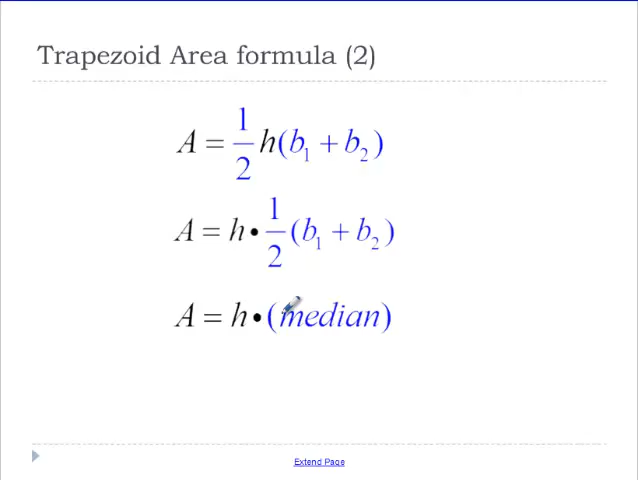 Trapezoid Area formula (2)
A = 1/2 h(b₁ + b₂)
A = h • 1/2 (b₁ + b₂)
A = h • (median)
Extend Page